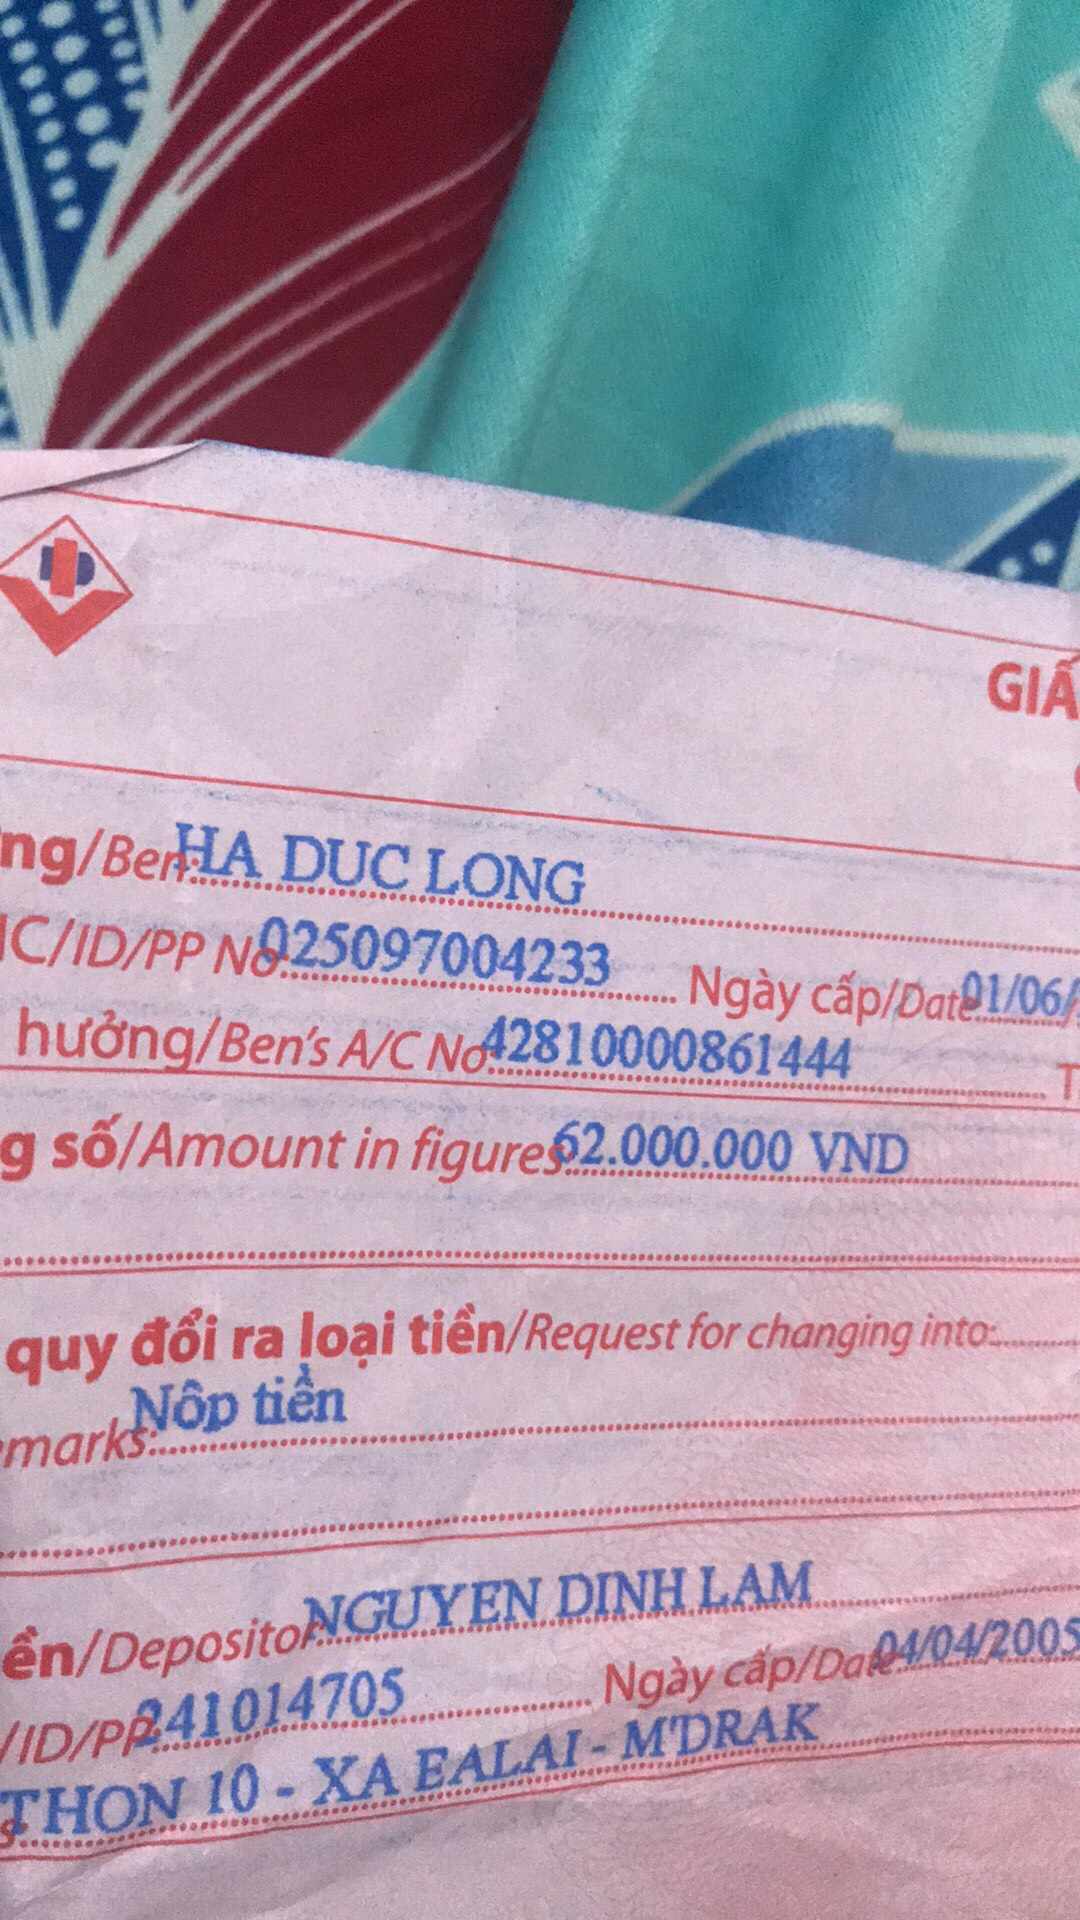 GIẤ
ng/Ben: HA DUC LONG
IC/ID/PP No 025097004233 Ngày cấp/Date 01/06/
hưởng/Ben's A/C No 42810000861444 T
g số/Amount in figures: 62.000.000 VND
quy đổi ra loại tiền/Request for changing into:
Nôp tiền
marks:
ền/Depositor NGUYEN DINH LAM
/ID/PP 241014705 Ngày cấp/Date 04/04/2005
s: THON 10 - XA EALAI - M'DRAK